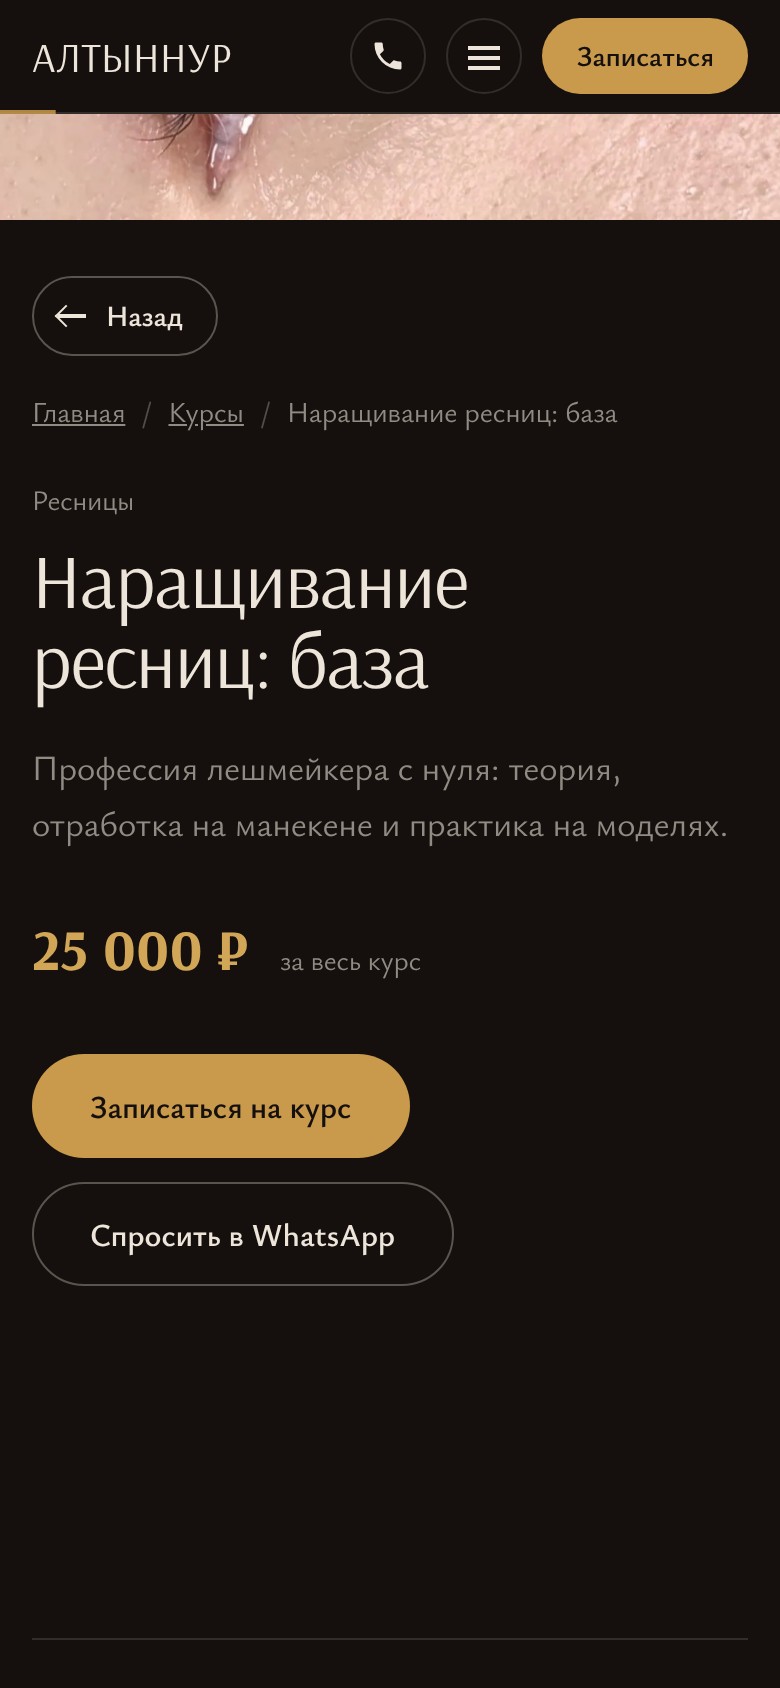 АЛТЫННУР
Записаться
Назад
Главная / Курсы / Наращивание ресниц: база
Ресницы
Наращивание
ресниц: база
Профессия лешмейкера с нуля: теория,
отработка на манекене и практика на моделях.
25 000 ₽ за весь курс
Записаться на курс
Спросить в WhatsApp